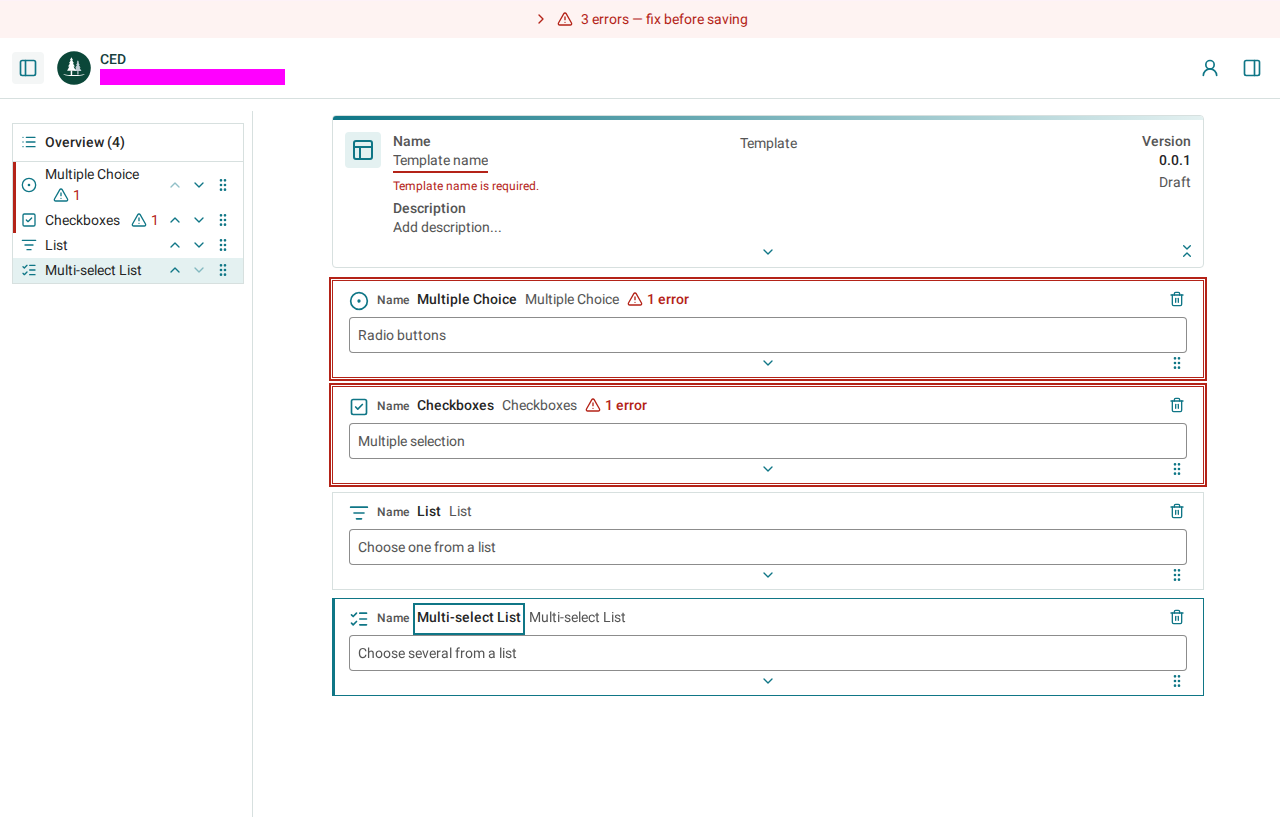 3 errors — fix before saving
CED
Overview (4)
Multiple Choice
1
Checkboxes 1
List
Multi-select List
Name
Template name
Template name is required.
Description
Add description...
Template
Version
0.0.1
Draft
Name Multiple Choice Multiple Choice 1 error
Radio buttons
Name Checkboxes Checkboxes 1 error
Multiple selection
Name List List
Choose one from a list
Name Multi-select List Multi-select List
Choose several from a list